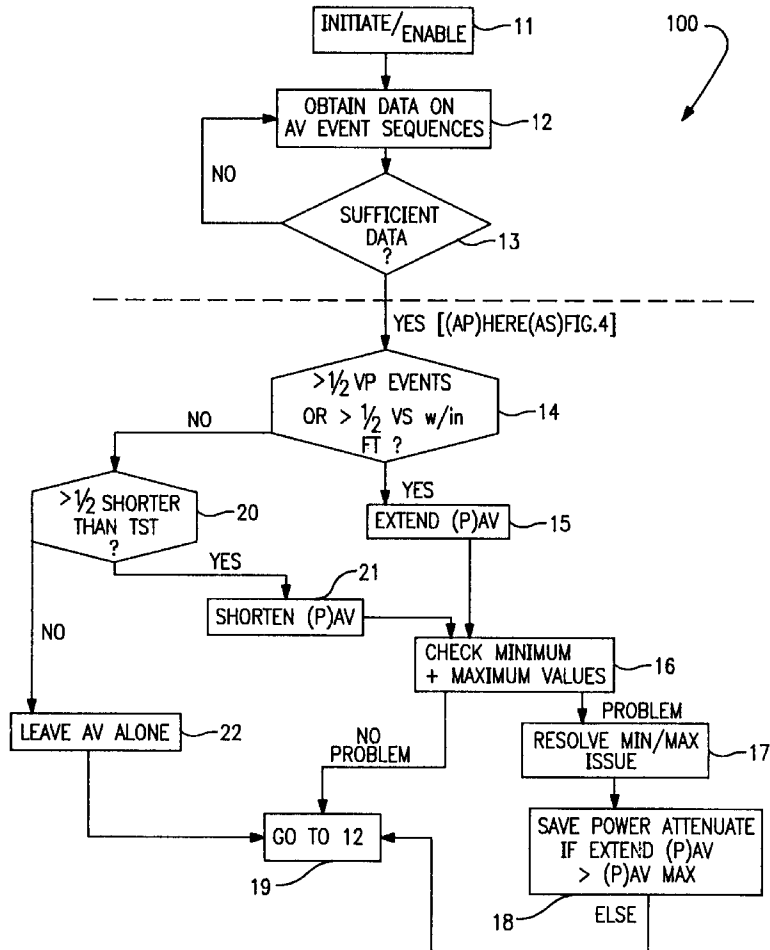 INITIATE/ENABLE
11
100
OBTAIN DATA ON
AV EVENT SEQUENCES
12
NO
SUFFICIENT
DATA
?
13
YES [(AP)HERE(AS)FIG.4]
>1/2 VP EVENTS
OR > 1/2 VS w/in
FT ?
14
NO
>1/2 SHORTER
THAN TST
?
20
YES
EXTEND (P)AV
15
YES
21
SHORTEN (P)AV
NO
CHECK MINIMUM
+ MAXIMUM VALUES
16
LEAVE AV ALONE
22
NO
PROBLEM
PROBLEM
RESOLVE MIN/MAX
ISSUE
17
GO TO 12
19
SAVE POWER ATTENUATE
IF EXTEND (P)AV
> (P)AV MAX
18
ELSE